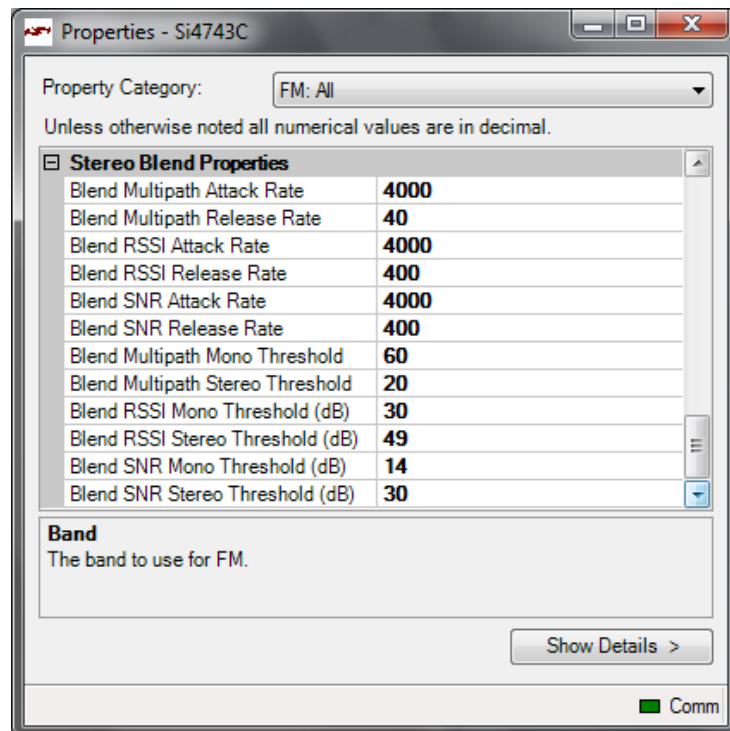 Properties - Si4743C
Property Category: FM: All
Unless otherwise noted all numerical values are in decimal.
Stereo Blend Properties
Blend Multipath Attack Rate 4000
Blend Multipath Release Rate 40
Blend RSSI Attack Rate 4000
Blend RSSI Release Rate 400
Blend SNR Attack Rate 4000
Blend SNR Release Rate 400
Blend Multipath Mono Threshold 60
Blend Multipath Stereo Threshold 20
Blend RSSI Mono Threshold (dB) 30
Blend RSSI Stereo Threshold (dB) 49
Blend SNR Mono Threshold (dB) 14
Blend SNR Stereo Threshold (dB) 30
Band
The band to use for FM.
Show Details >
Comm